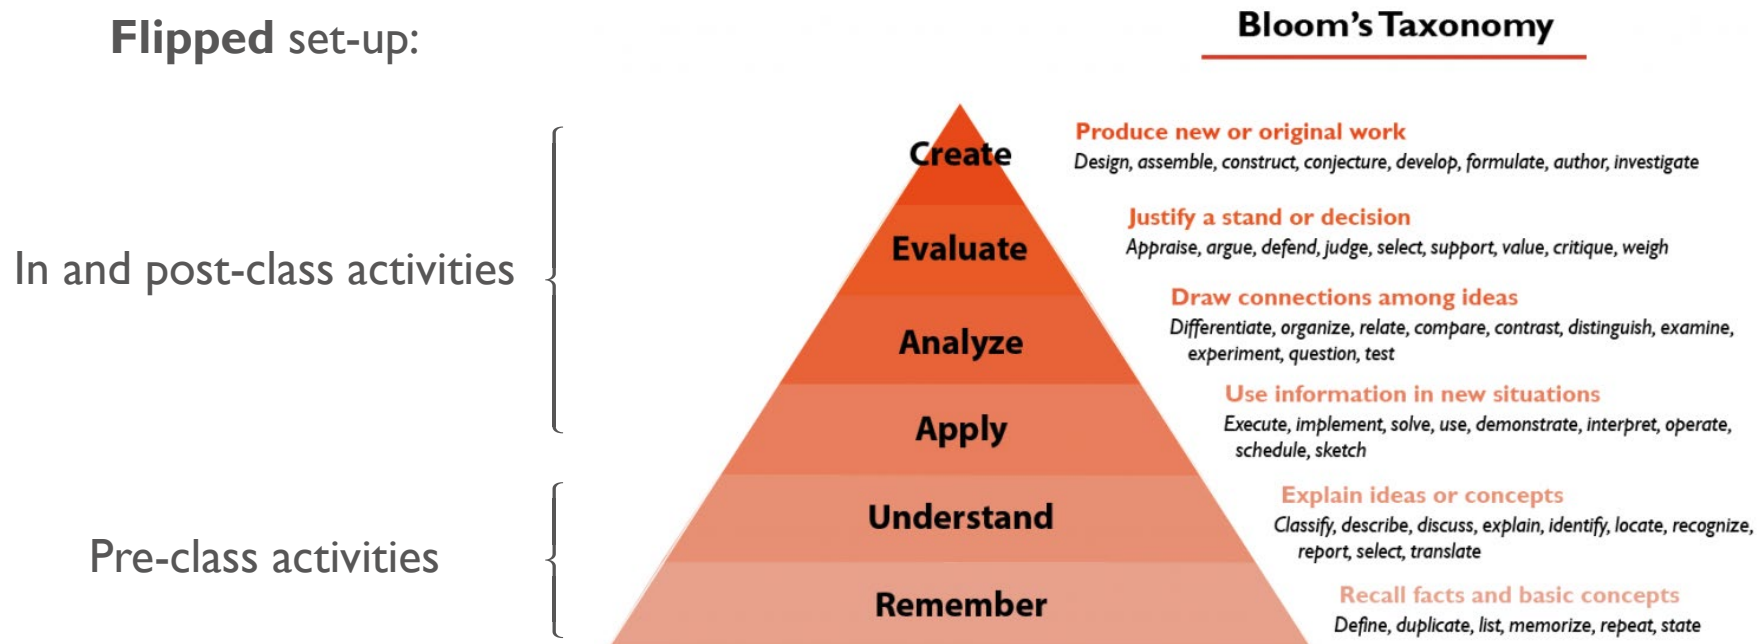 Flipped set-up:
Bloom's Taxonomy
In and post-class activities
Pre-class activities
Create
Produce new or original work
Design, assemble, construct, conjecture, develop, formulate, author, investigate
Evaluate
Justify a stand or decision
Appraise, argue, defend, judge, select, support, value, critique, weigh
Analyze
Draw connections among ideas
Differentiate, organize, relate, compare, contrast, distinguish, examine,
experiment, question, test
Apply
Use information in new situations
Execute, implement, solve, use, demonstrate, interpret, operate,
schedule, sketch
Understand
Explain ideas or concepts
Classify, describe, discuss, explain, identify, locate, recognize,
report, select, translate
Remember
Recall facts and basic concepts
Define, duplicate, list, memorize, repeat, state